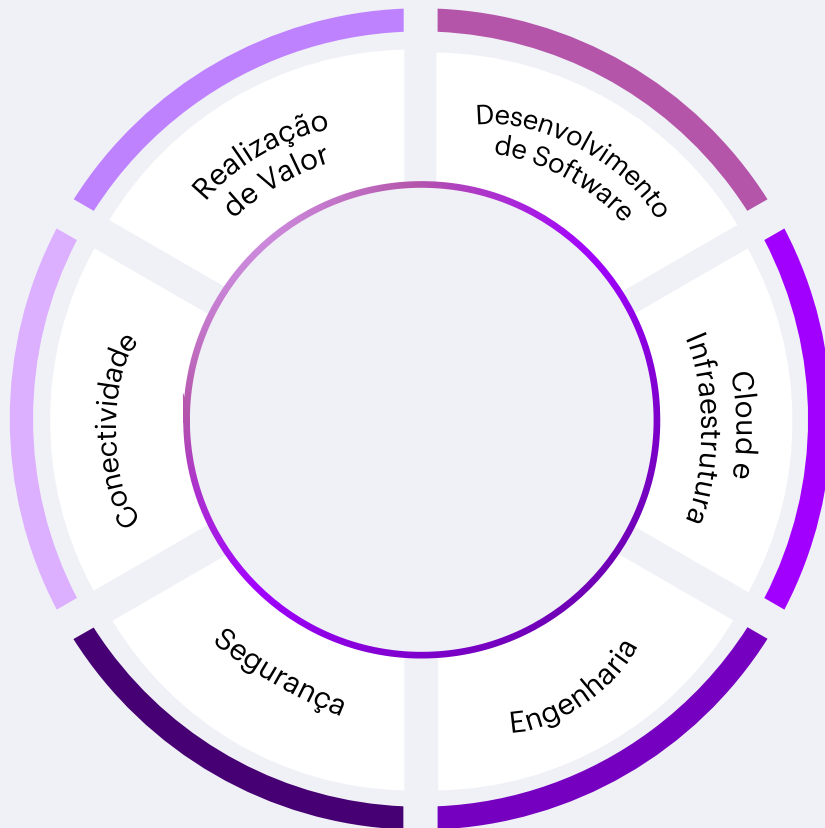 Realização
de Valor
Desenvolvimento
de Software
Cloud e
Infraestrutura
Engenharia
Segurança
Conectividade